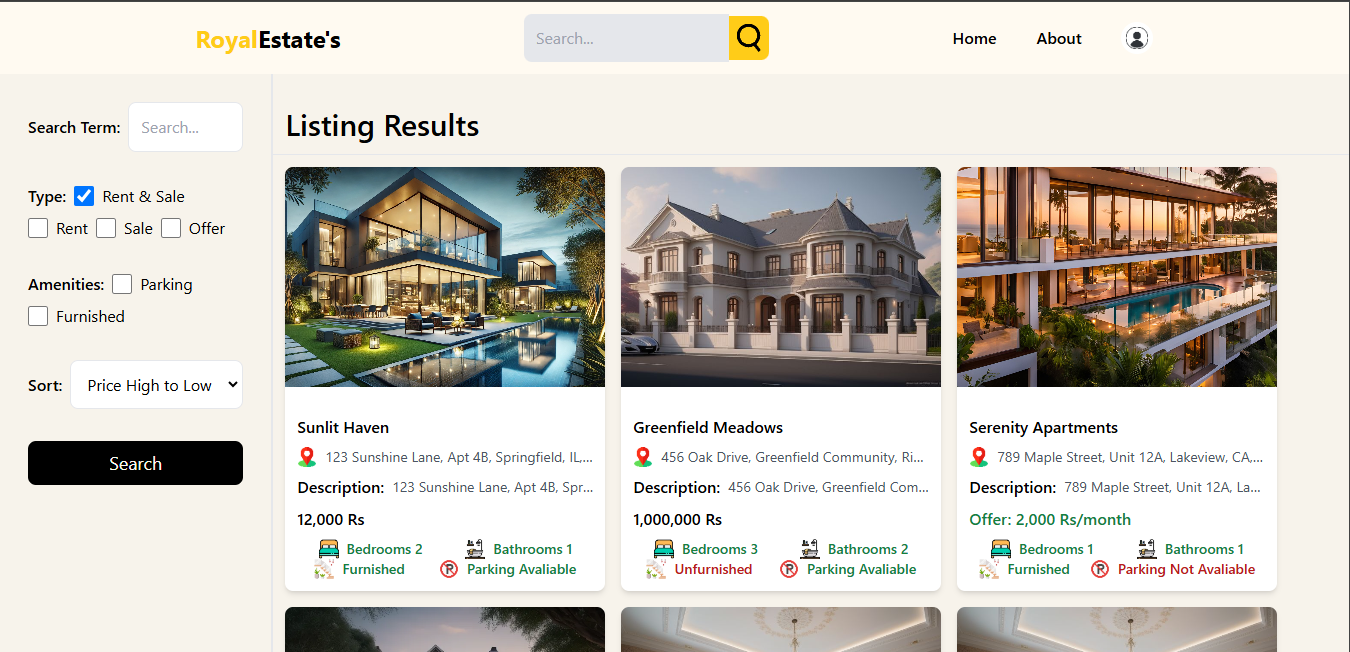 RoyalEstate's
Search...
Home
About
Search Term:
Search...
Type:
Rent & Sale
Rent
Sale
Offer
Amenities:
Parking
Furnished
Sort:
Price High to Low
Search
Listing Results
Sunlit Haven
123 Sunshine Lane, Apt 4B, Springfield, IL,...
Description: 123 Sunshine Lane, Apt 4B, Spr...
12,000 Rs
Bedrooms 2
Bathrooms 1
Furnished
Parking Avaliable
Greenfield Meadows
456 Oak Drive, Greenfield Community, Ri...
Description: 456 Oak Drive, Greenfield Com...
1,000,000 Rs
Bedrooms 3
Bathrooms 2
Unfurnished
Parking Avaliable
Serenity Apartments
789 Maple Street, Unit 12A, Lakeview, CA,...
Description: 789 Maple Street, Unit 12A, La...
Offer: 2,000 Rs/month
Bedrooms 1
Bathrooms 1
Furnished
Parking Not Avaliable